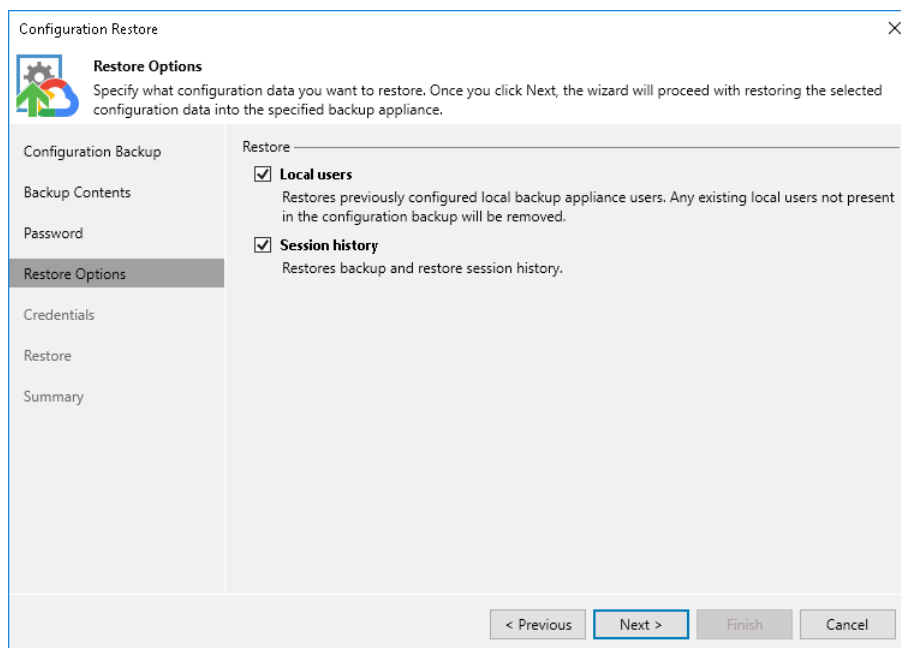 Configuration Restore
Restore Options
Specify what configuration data you want to restore. Once you click Next, the wizard will proceed with restoring the selected
configuration data into the specified backup appliance.
Configuration Backup
Backup Contents
Password
Restore Options
Credentials
Restore
Summary
Restore
Local users
Restores previously configured local backup appliance users. Any existing local users not present
in the configuration backup will be removed.
Session history
Restores backup and restore session history.
< Previous
Next >
Finish
Cancel